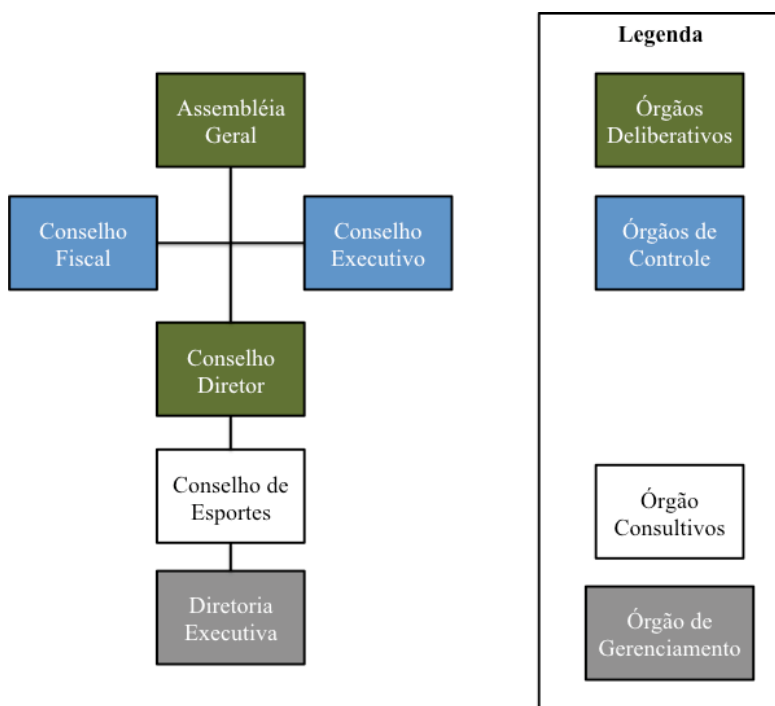 Assembléia
Geral
Conselho
Fiscal
Conselho
Executivo
Conselho
Diretor
Conselho de
Esportes
Diretoria
Executiva
Legenda
Órgãos
Deliberativos
Órgãos de
Controle
Órgão
Consultivos
Órgão de
Gerenciamento